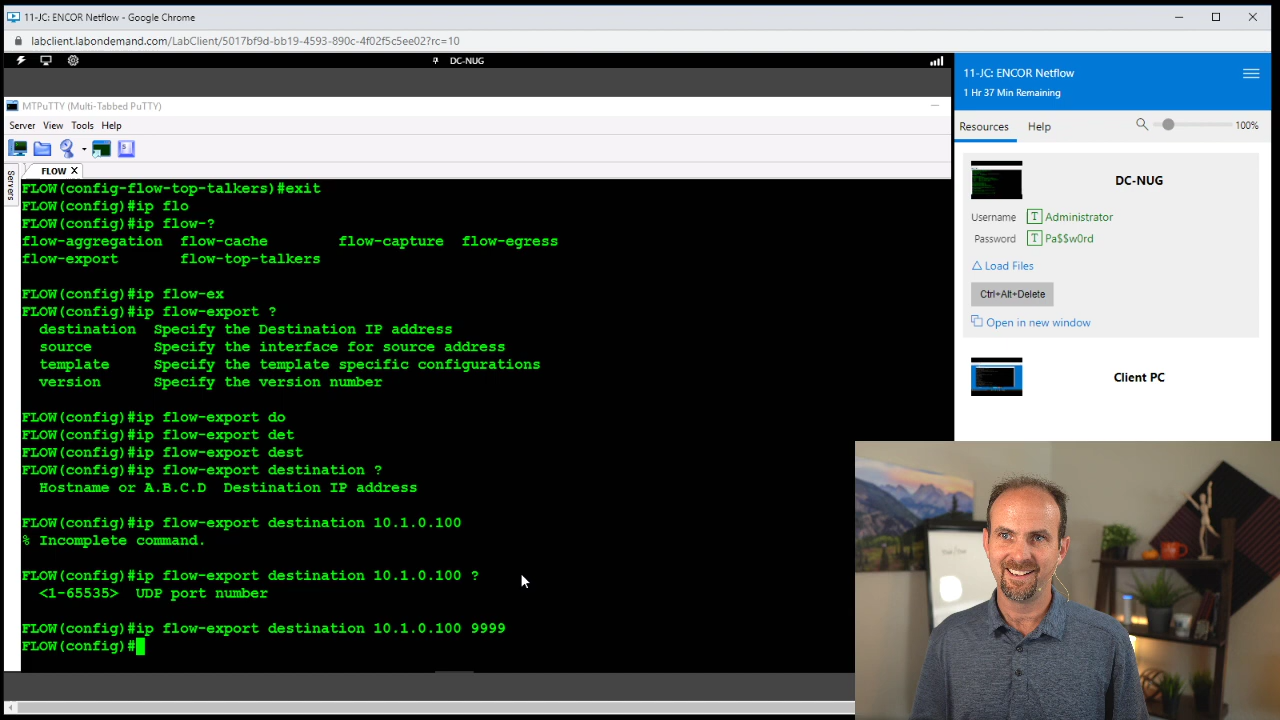 11-JC: ENCOR Netflow - Google Chrome
labclient.labondemand.com/LabClient/5017bf9d-bb19-4593-890c-4f02f5c5ee02?rc=10
DC-NUG
MTPuTTY (Multi-Tabbed PuTTY)
Server View Tools Help
Servers
FLOW X
FLOW(config-flow-top-talkers)#exit
FLOW(config)#ip flo
FLOW(config)#ip flow-?
flow-aggregation flow-cache flow-capture flow-egress
flow-export flow-top-talkers
FLOW(config)#ip flow-ex
FLOW(config)#ip flow-export ?
destination Specify the Destination IP address
source Specify the interface for source address
template Specify the template specific configurations
version Specify the version number
FLOW(config)#ip flow-export do
FLOW(config)#ip flow-export det
FLOW(config)#ip flow-export dest
FLOW(config)#ip flow-export destination ?
Hostname or A.B.C.D Destination IP address
FLOW(config)#ip flow-export destination 10.1.0.100
% Incomplete command.
FLOW(config)#ip flow-export destination 10.1.0.100 ?
<1-65535> UDP port number
FLOW(config)#ip flow-export destination 10.1.0.100 9999
FLOW(config)#
11-JC: ENCOR Netflow
1 Hr 37 Min Remaining
Resources Help 100%
DC-NUG
Username T Administrator
Password T Pa$$w0rd
Load Files
Ctrl+Alt+Delete
Open in new window
Client PC